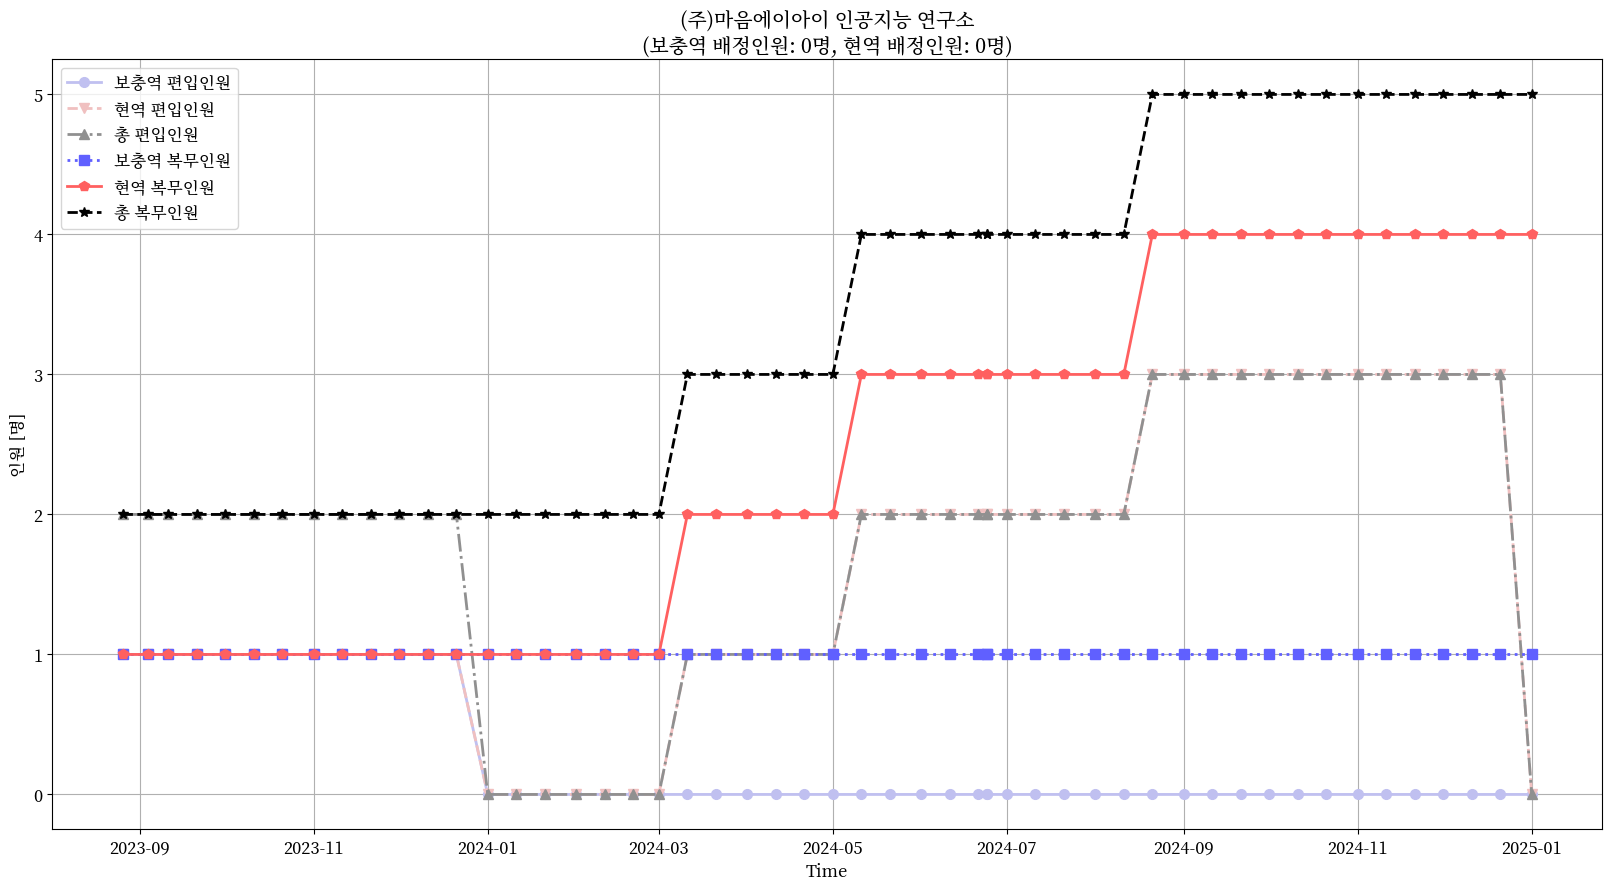 (주)마음에이아이 인공지능 연구소
(보충역 배정인원: 0명, 현역 배정인원: 0명)
보충역 편입인원
현역 편입인원
총 편입인원
보충역 복무인원
현역 복무인원
총 복무인원
인원 [명]
5
4
3
2
1
0
2023-09 2023-11 2024-01 2024-03 2024-05 2024-07 2024-09 2024-11 2025-01
Time